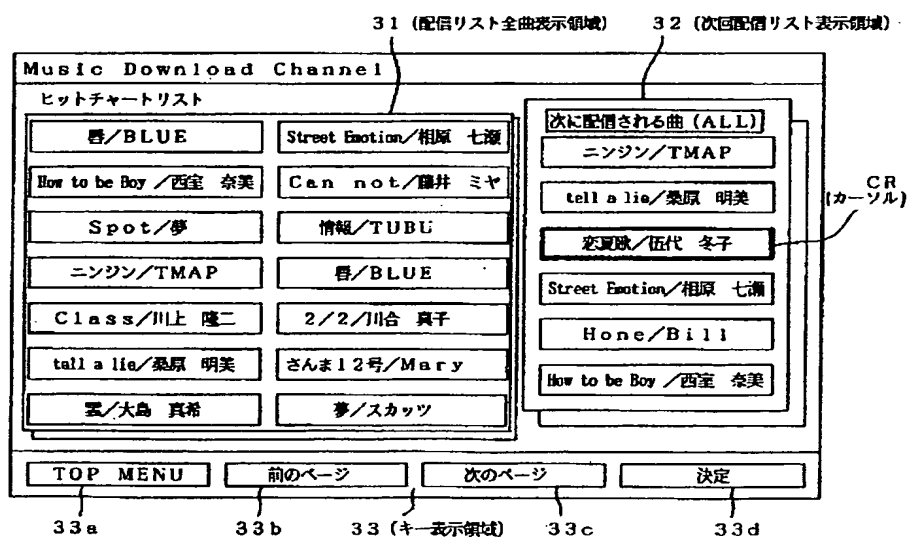 31 (配信リスト全曲表示領域)
32 (次回配信リスト表示領域)
Music Download Channel
ヒットチャートリスト
唇/BLUE
Street Emotion/相原 七瀬
How to be Boy /西室 奈美
Can not/藤井 ミヤ
Spot/夢
情報/TUBU
ニンジン/TMAP
唇/BLUE
Class/川上 隆二
2/2/川合 真子
tall a lie/桑原 明美
さんま12号/Mary
雲/大島 真希
夢/スカッツ
次に配信される曲 (ALL)
ニンジン/TMAP
tell a lie/桑原 明美
恋夏歌/伍代 冬子
Street Emotion/相原 七瀬
Hone/Bill
How to be Boy /西室 奈美
CR
(カーソル)
TOP MENU
前のページ
次のページ
決定
33a
33b
33 (キー表示領域)
33c
33d